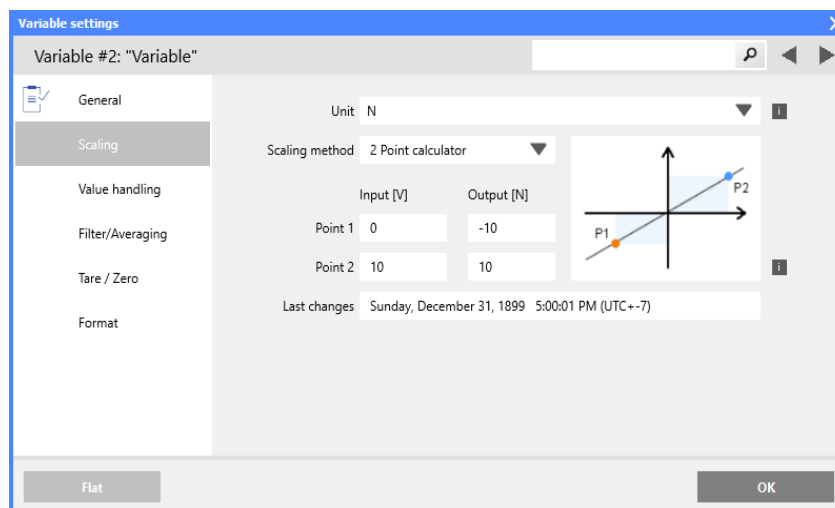 Variable settings
Variable #2: "Variable"
General
Scaling
Value handling
Filter/Averaging
Tare / Zero
Format
Unit N
Scaling method 2 Point calculator
Input [V] Output [N]
Point 1 0 -10
Point 2 10 10
P2
P1
Last changes Sunday, December 31, 1899 5:00:01 PM (UTC+-7)
Flat OK